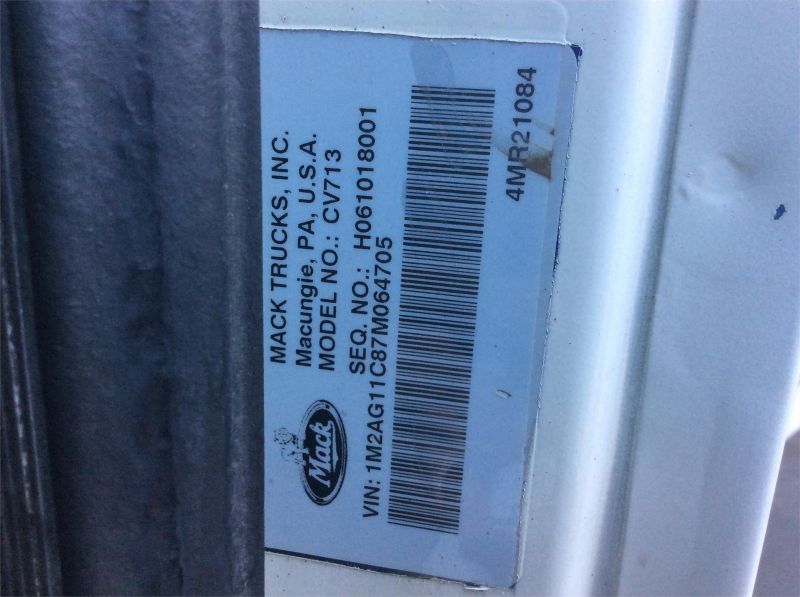 MACK TRUCKS, INC.
Macungie, PA, U.S.A.
MODEL NO.: CV713
SEQ. NO.: H061018001
Mack
VIN: 1M2AG11C87M064705
4MR21084